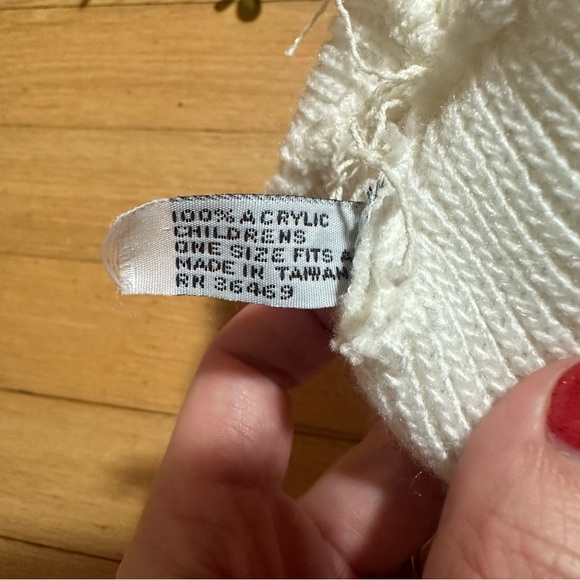 100% ACRYLIC
CHILDRENS
ONE SIZE FITS
MADE IN TAIWAN
RN 36469